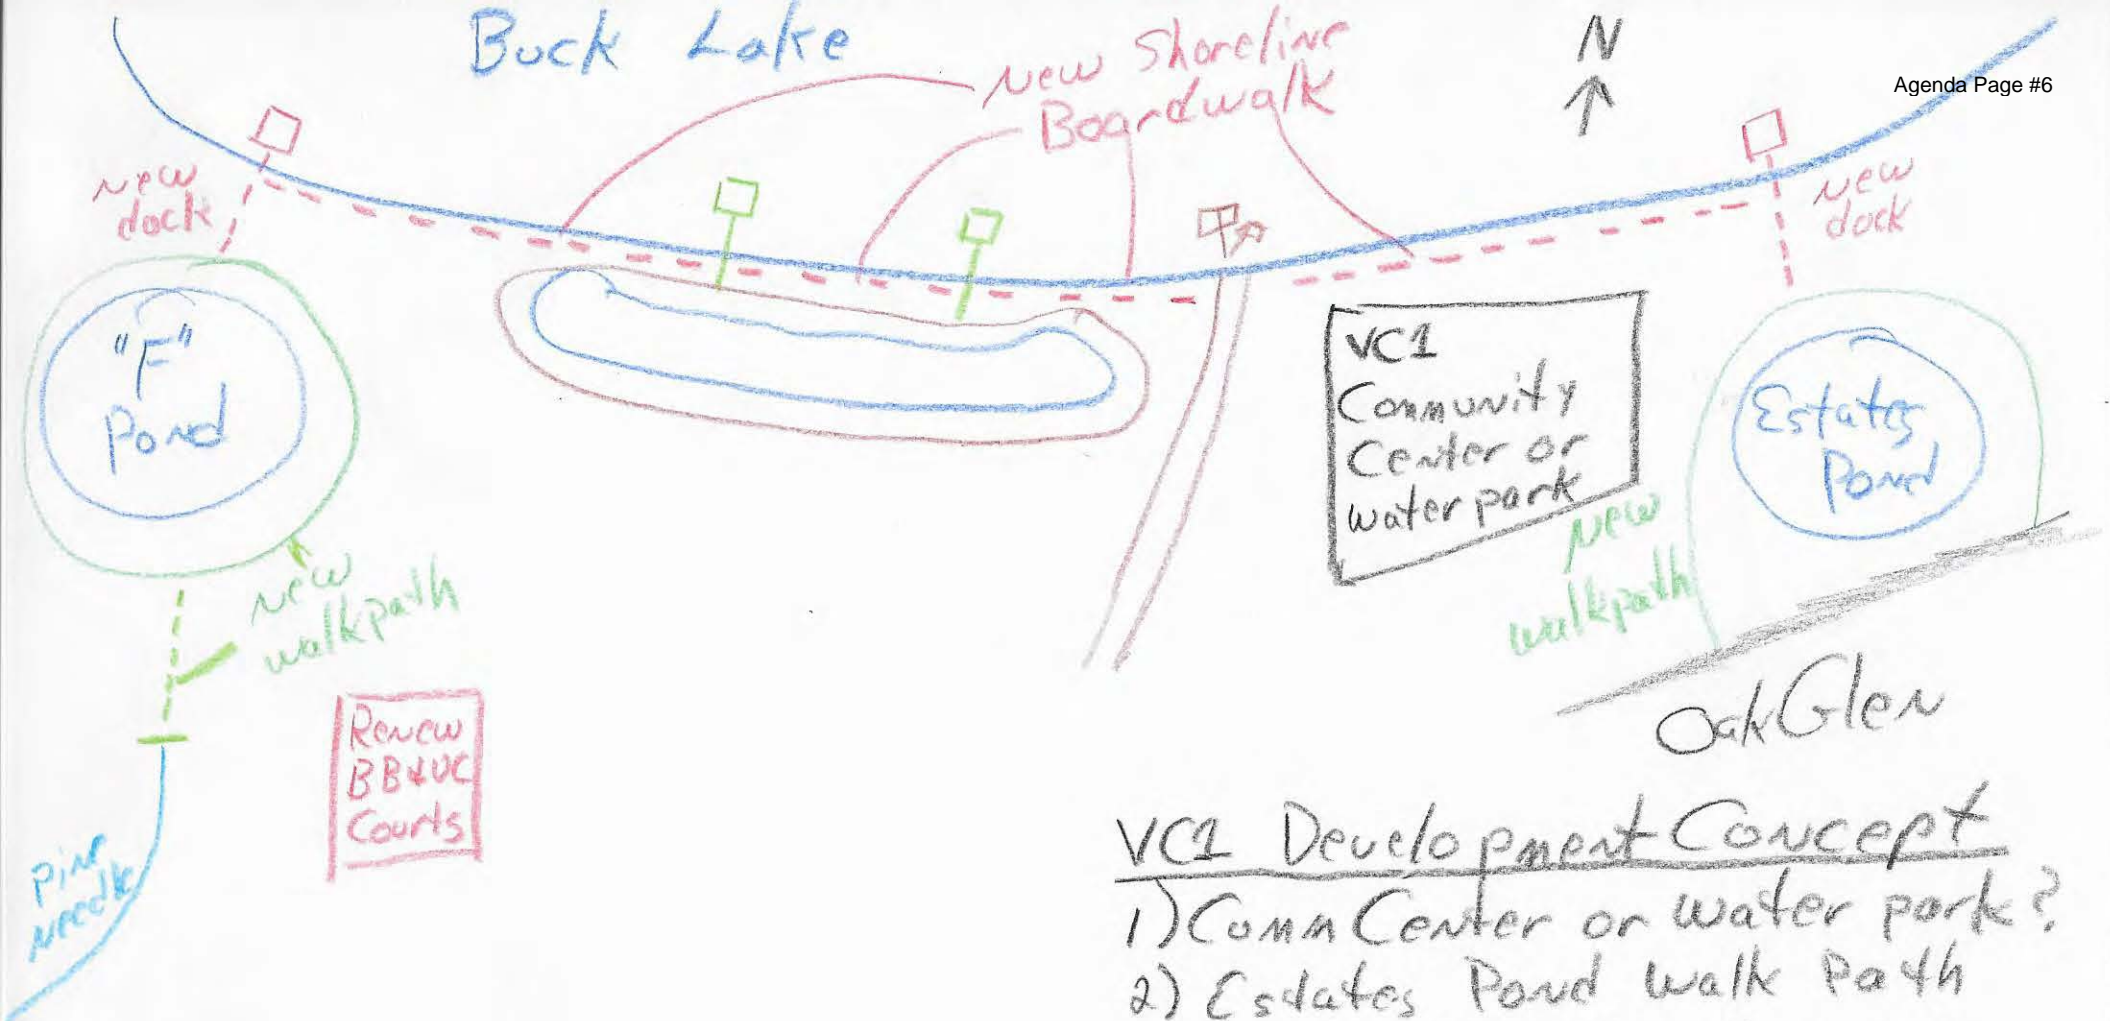 Buck Lake
New Shoreline
Boardwalk
N
Agenda Page #6
New
dock
New
dock
"F"
Pond
VC1
Community
Center or
water park
Estates
Pond
New
walkpath
New
walkpath
Renew
BB&VC
Courts
Oak Glen
Pine
Needle
VC1 Development Concept
1) Comm Center or water park?
2) Estates Pond Walk Path